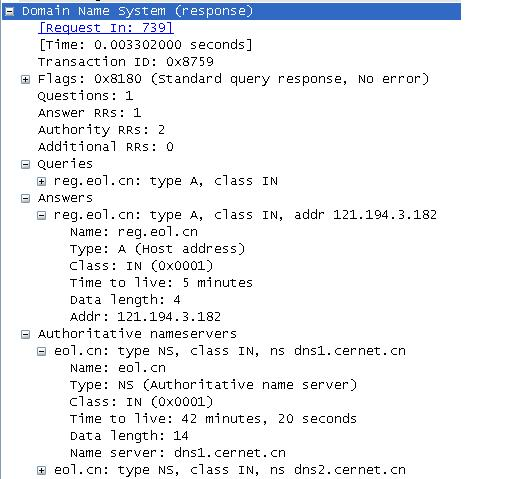 Domain Name System (response)
[Request In: 739]
[Time: 0.003302000 seconds]
Transaction ID: 0x8759
Flags: 0x8180 (Standard query response, No error)
Questions: 1
Answer RRs: 1
Authority RRs: 2
Additional RRs: 0
Queries
reg.eol.cn: type A, class IN
Answers
reg.eol.cn: type A, class IN, addr 121.194.3.182
Name: reg.eol.cn
Type: A (Host address)
Class: IN (0x0001)
Time to live: 5 minutes
Data length: 4
Addr: 121.194.3.182
Authoritative nameservers
eol.cn: type NS, class IN, ns dns1.cernet.cn
Name: eol.cn
Type: NS (Authoritative name server)
Class: IN (0x0001)
Time to live: 42 minutes, 20 seconds
Data length: 14
Name server: dns1.cernet.cn
eol.cn: type NS, class IN, ns dns2.cernet.cn